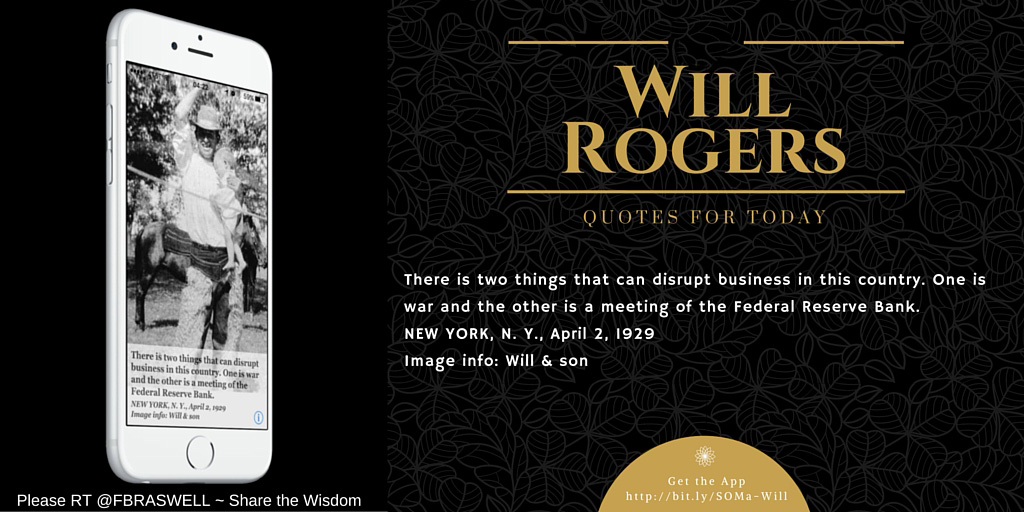 04:22
59%
There is two things that can disrupt
business in this country. One is war
and the other is a meeting of the
Federal Reserve Bank.
NEW YORK, N. Y., April 2, 1929
Image info: Will & son
i
Please RT @FBRASWELL ~ Share the Wisdom
WILL
ROGERS
QUOTES FOR TODAY
There is two things that can disrupt business in this country. One is
war and the other is a meeting of the Federal Reserve Bank.
NEW YORK, N. Y., April 2, 1929
Image info: Will & son
Get the App
http://bit.ly/SOMa-Will